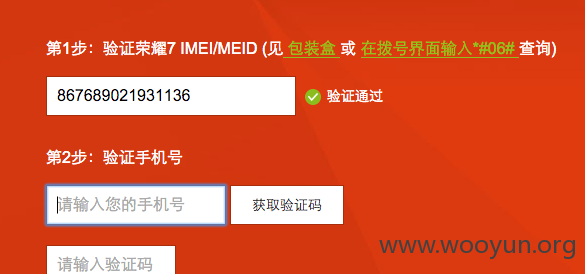 第1步：验证荣耀7 IMEI/MEID (见 包装盒 或 在拨号界面输入*#06# 查询)
867689021931136
验证通过
第2步：验证手机号
请输入您的手机号 获取验证码
请输入验证码
www.wooyun.org